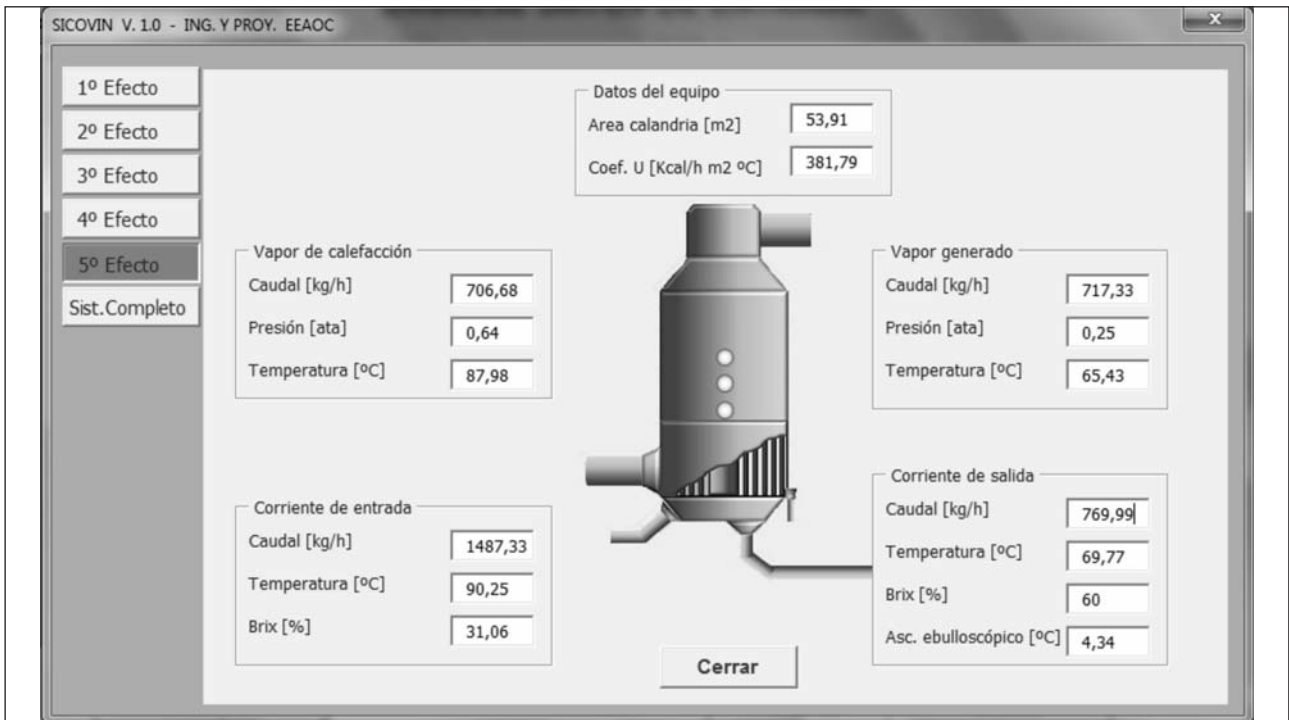 SICOVIN V. 1.0 - ING. Y PROY. EEAOC
x
1º Efecto
2º Efecto
3º Efecto
4º Efecto
5º Efecto
Sist.Completo
Datos del equipo
Area calandria [m2] 53,91
Coef. U [Kcal/h m2 ºC] 381,79
Vapor de calefacción
Caudal [kg/h] 706,68
Presión [ata] 0,64
Temperatura [ºC] 87,98
Vapor generado
Caudal [kg/h] 717,33
Presión [ata] 0,25
Temperatura [ºC] 65,43
Corriente de entrada
Caudal [kg/h] 1487,33
Temperatura [ºC] 90,25
Brix [%] 31,06
Corriente de salida
Caudal [kg/h] 769,99
Temperatura [ºC] 69,77
Brix [%] 60
Asc. ebulloscópico [ºC] 4,34
Cerrar